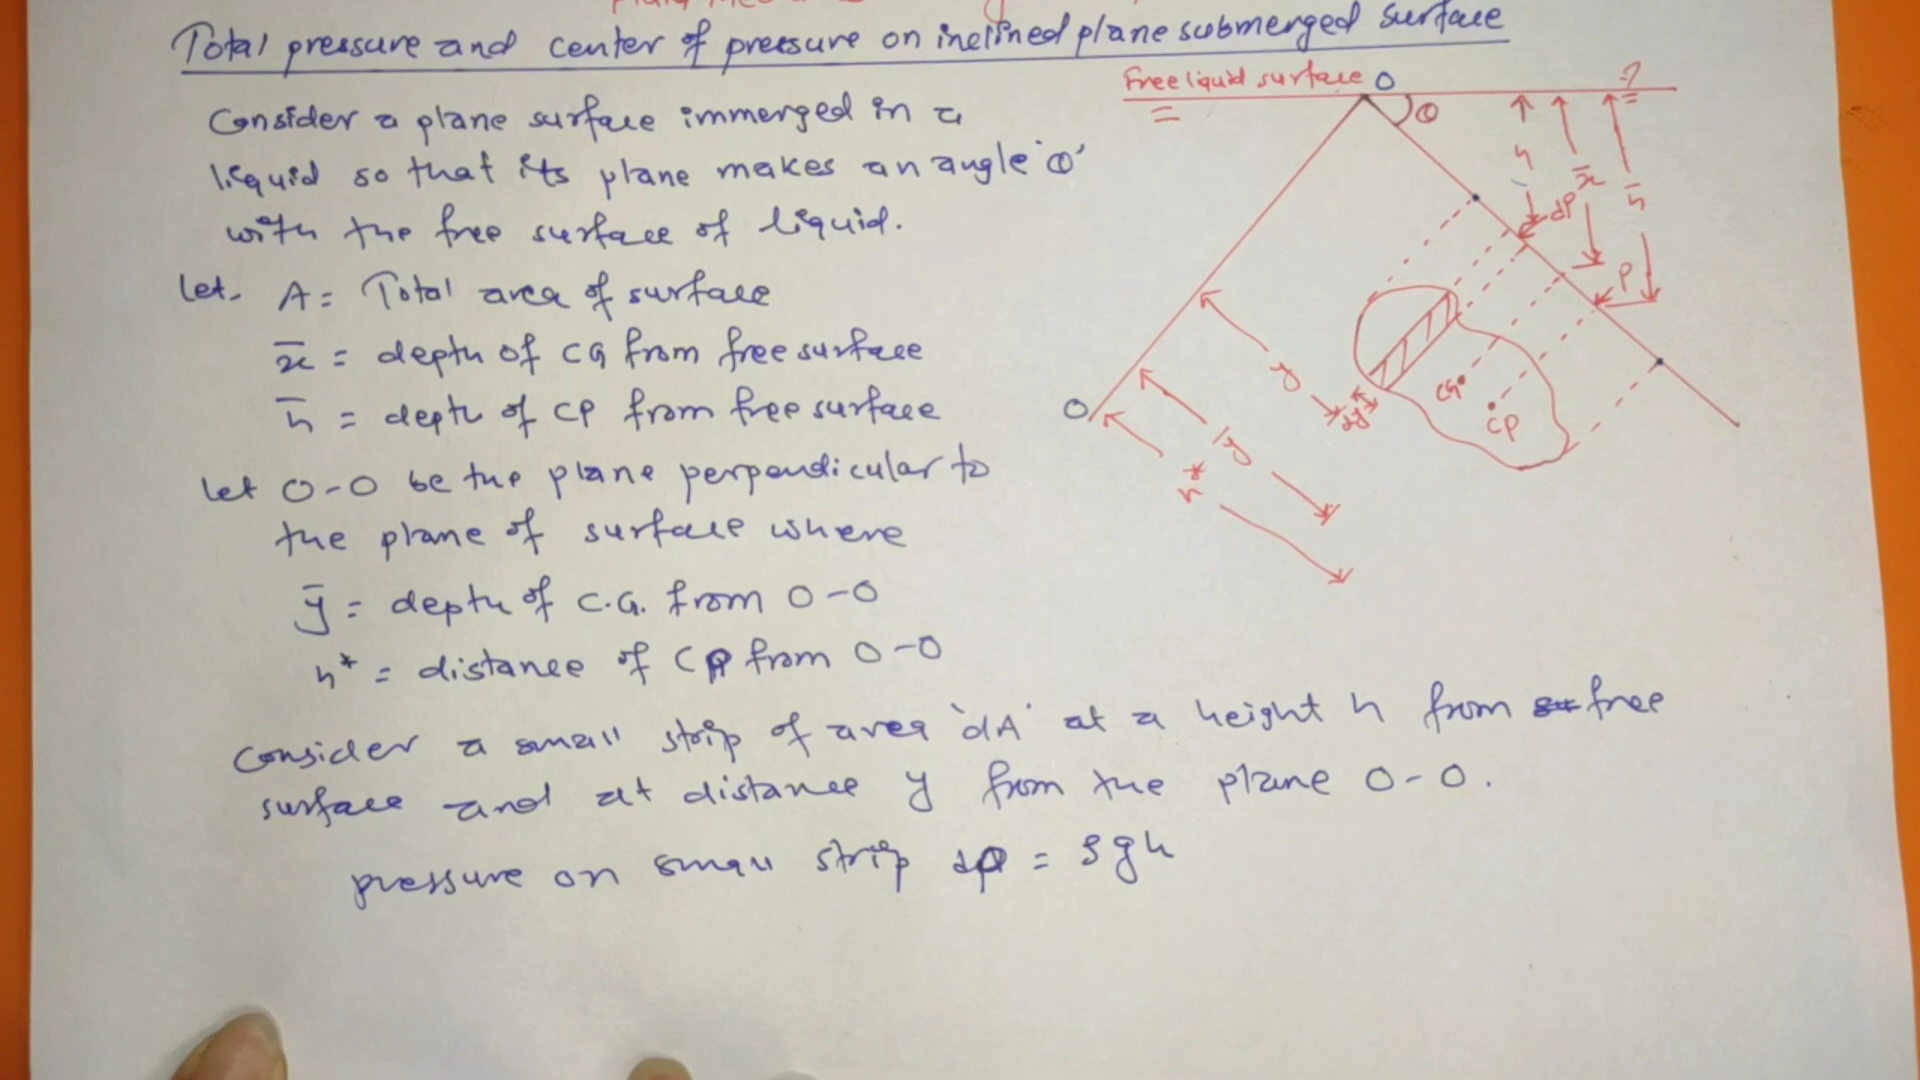 Total pressure and center of pressure on inclined plane submerged surface
Consider a plane surface immerged in a
liquid so that its plane makes an angle 'θ'
with the free surface of liquid.
let- A = Total area of surface
x̄ = depth of CG from free surface
h̄ = depth of CP from free surface
Let O-O be the plane perpendicular to
the plane of surface where
ȳ = depth of C.G. from O-O
h* = distance of CP from O-O
Consider a small strip of area 'dA' at a height h from free
surface and at distance y from the plane O-O.
pressure on small strip dp = ρgh
Free liquid surface O
θ
h
x̄
h̄
dP
P
y
dy
ȳ
h*
CG
CP
O